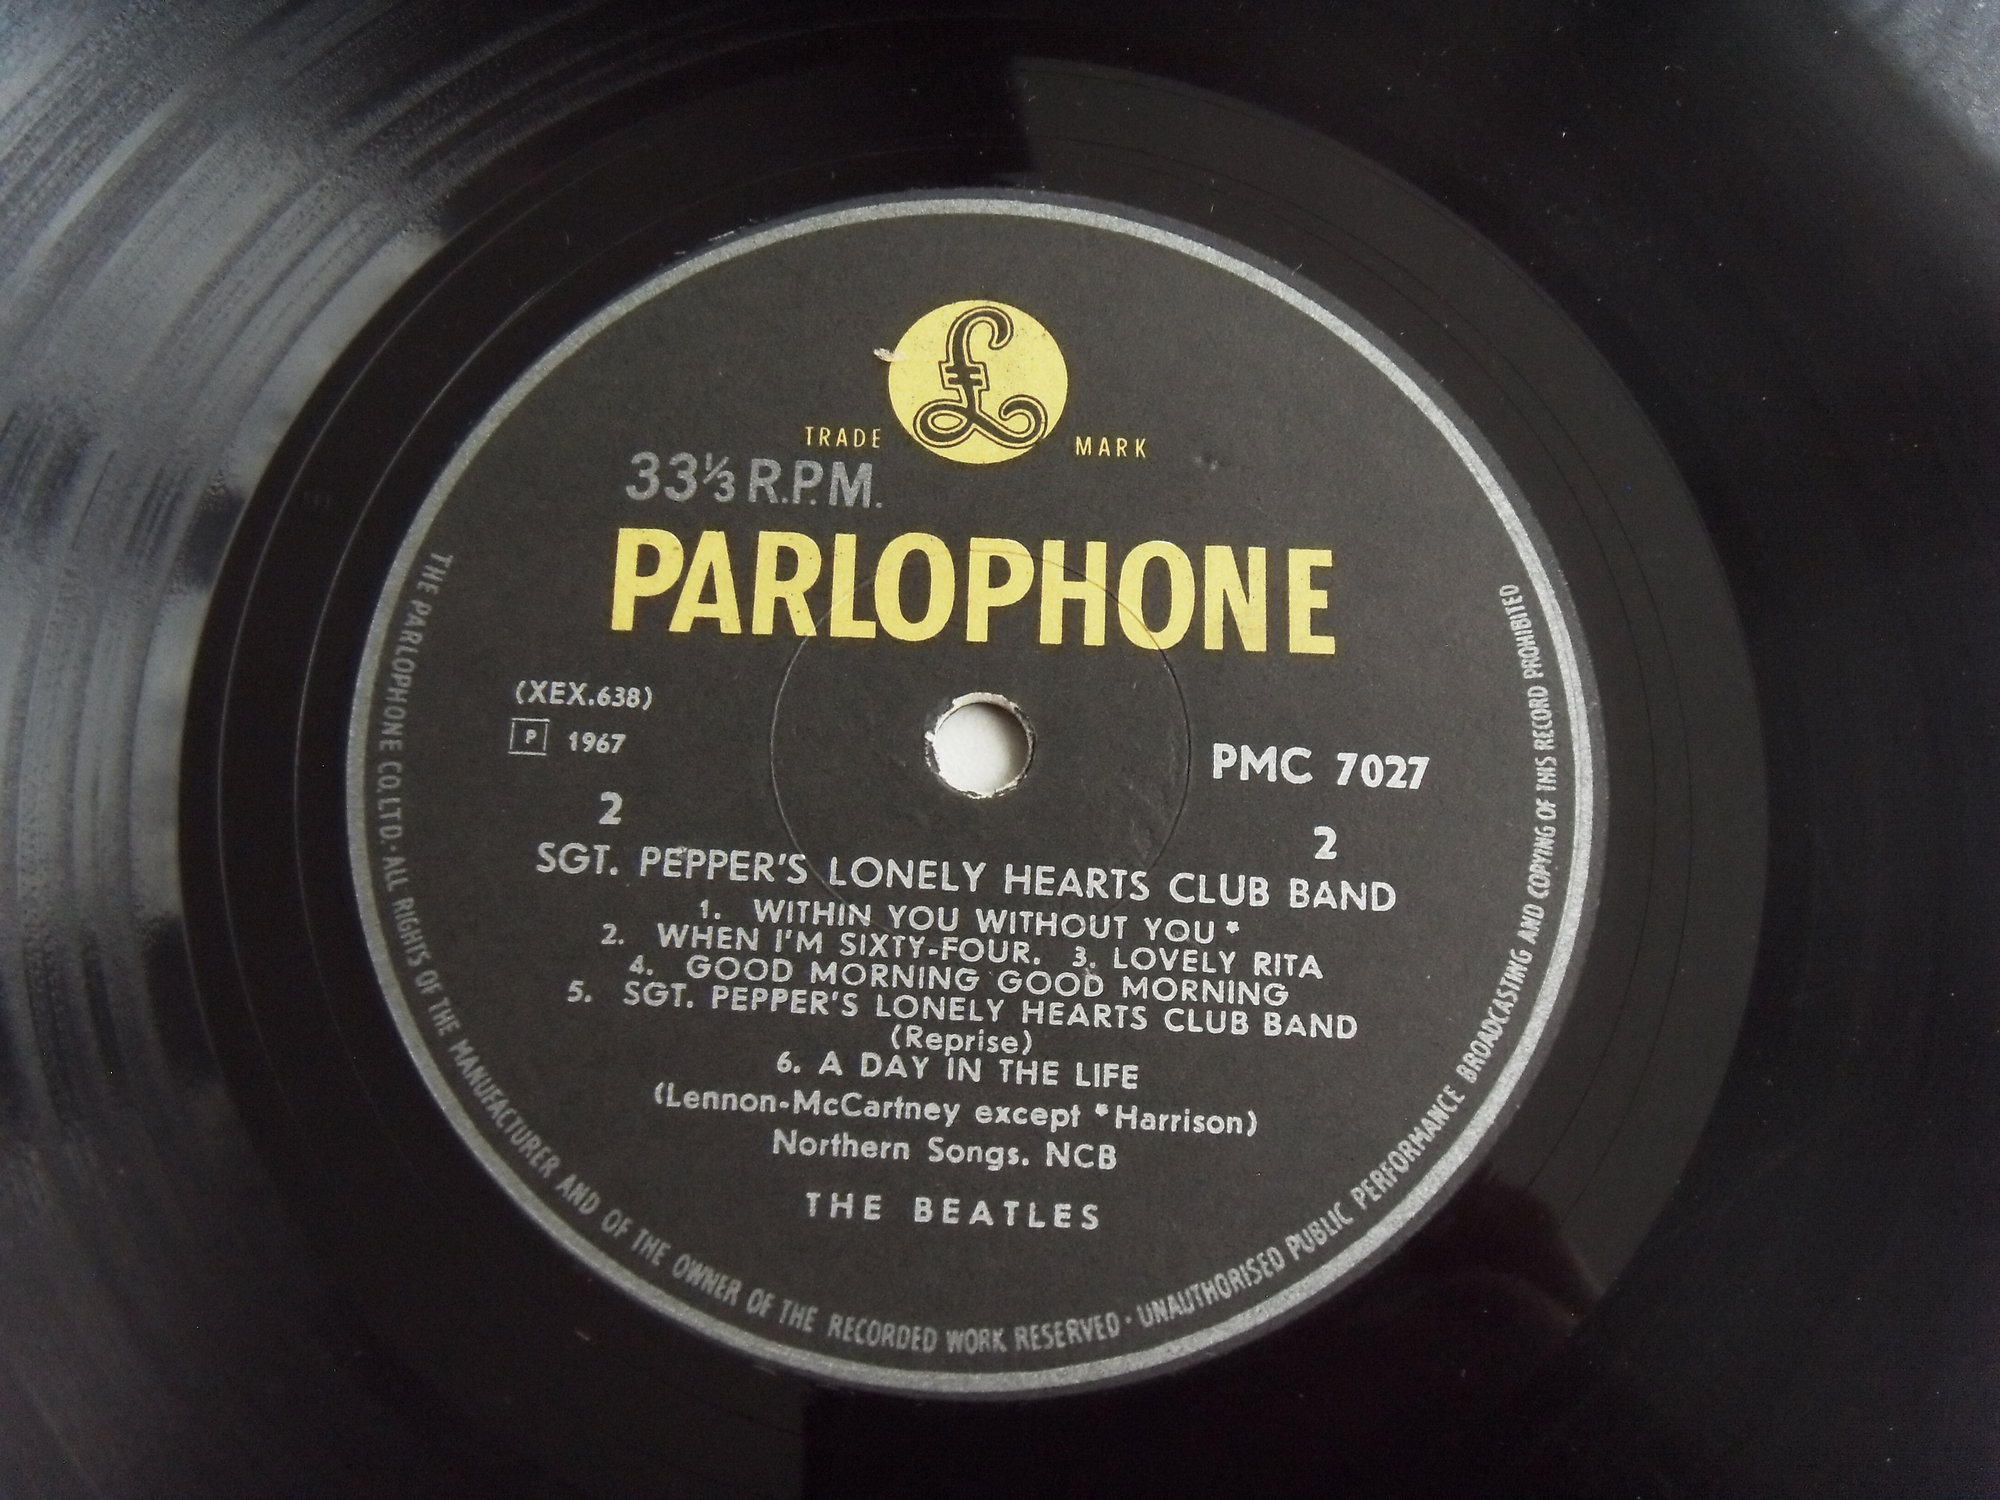 £
TRADE MARK
33⅓ R.P.M.
PARLOPHONE
(XEX.638)
P 1967
PMC 7027
2 2
SGT. PEPPER'S LONELY HEARTS CLUB BAND
1. WITHIN YOU WITHOUT YOU *
2. WHEN I'M SIXTY-FOUR. 3. LOVELY RITA
4. GOOD MORNING GOOD MORNING
5. SGT. PEPPER'S LONELY HEARTS CLUB BAND
(Reprise)
6. A DAY IN THE LIFE
(Lennon-McCartney except *Harrison)
Northern Songs. NCB
THE BEATLES
THE PARLOPHONE CO. LTD · ALL RIGHTS OF THE MANUFACTURER AND OF THE OWNER OF THE RECORDED WORK RESERVED · UNAUTHORISED PUBLIC PERFORMANCE BROADCASTING AND COPYING OF THIS RECORD PROHIBITED